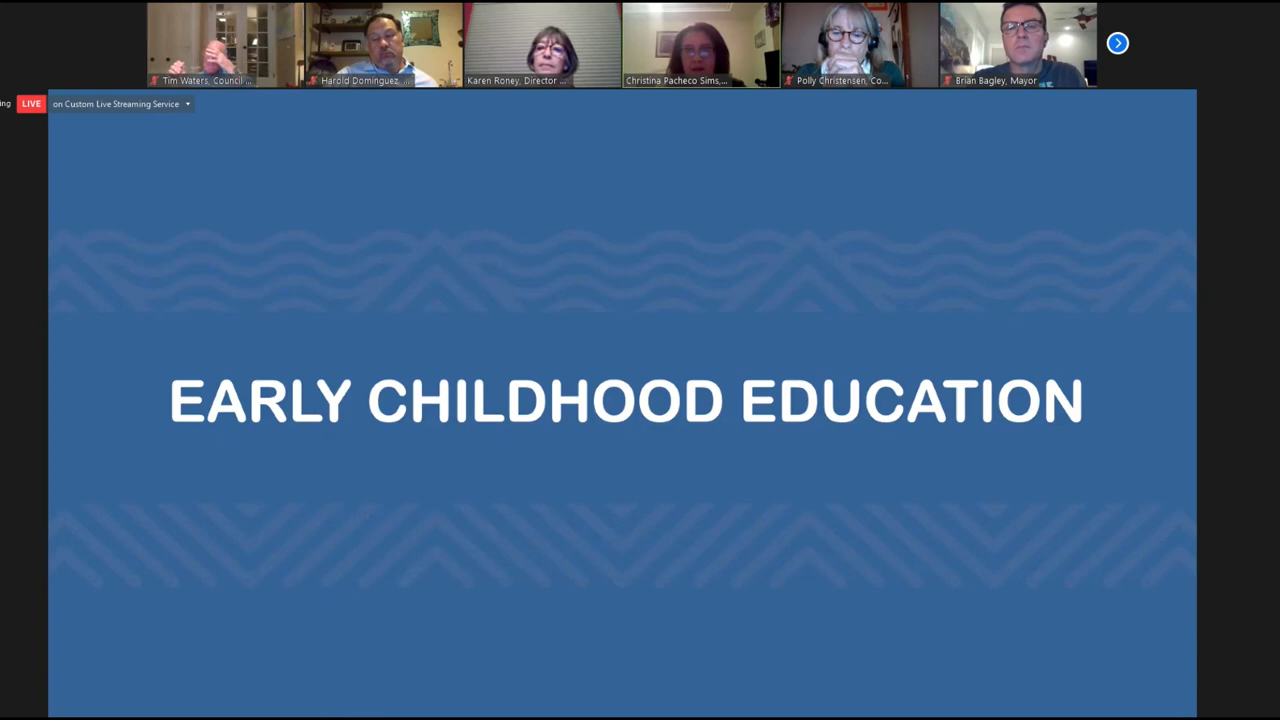 Tim Waters, Council ...
Harold Dominguez, ...
Karen Roney, Director ...
Christina Pacheco Sims,...
Polly Christensen, Co...
Brian Bagley, Mayor
ing
LIVE
on Custom Live Streaming Service
EARLY CHILDHOOD EDUCATION